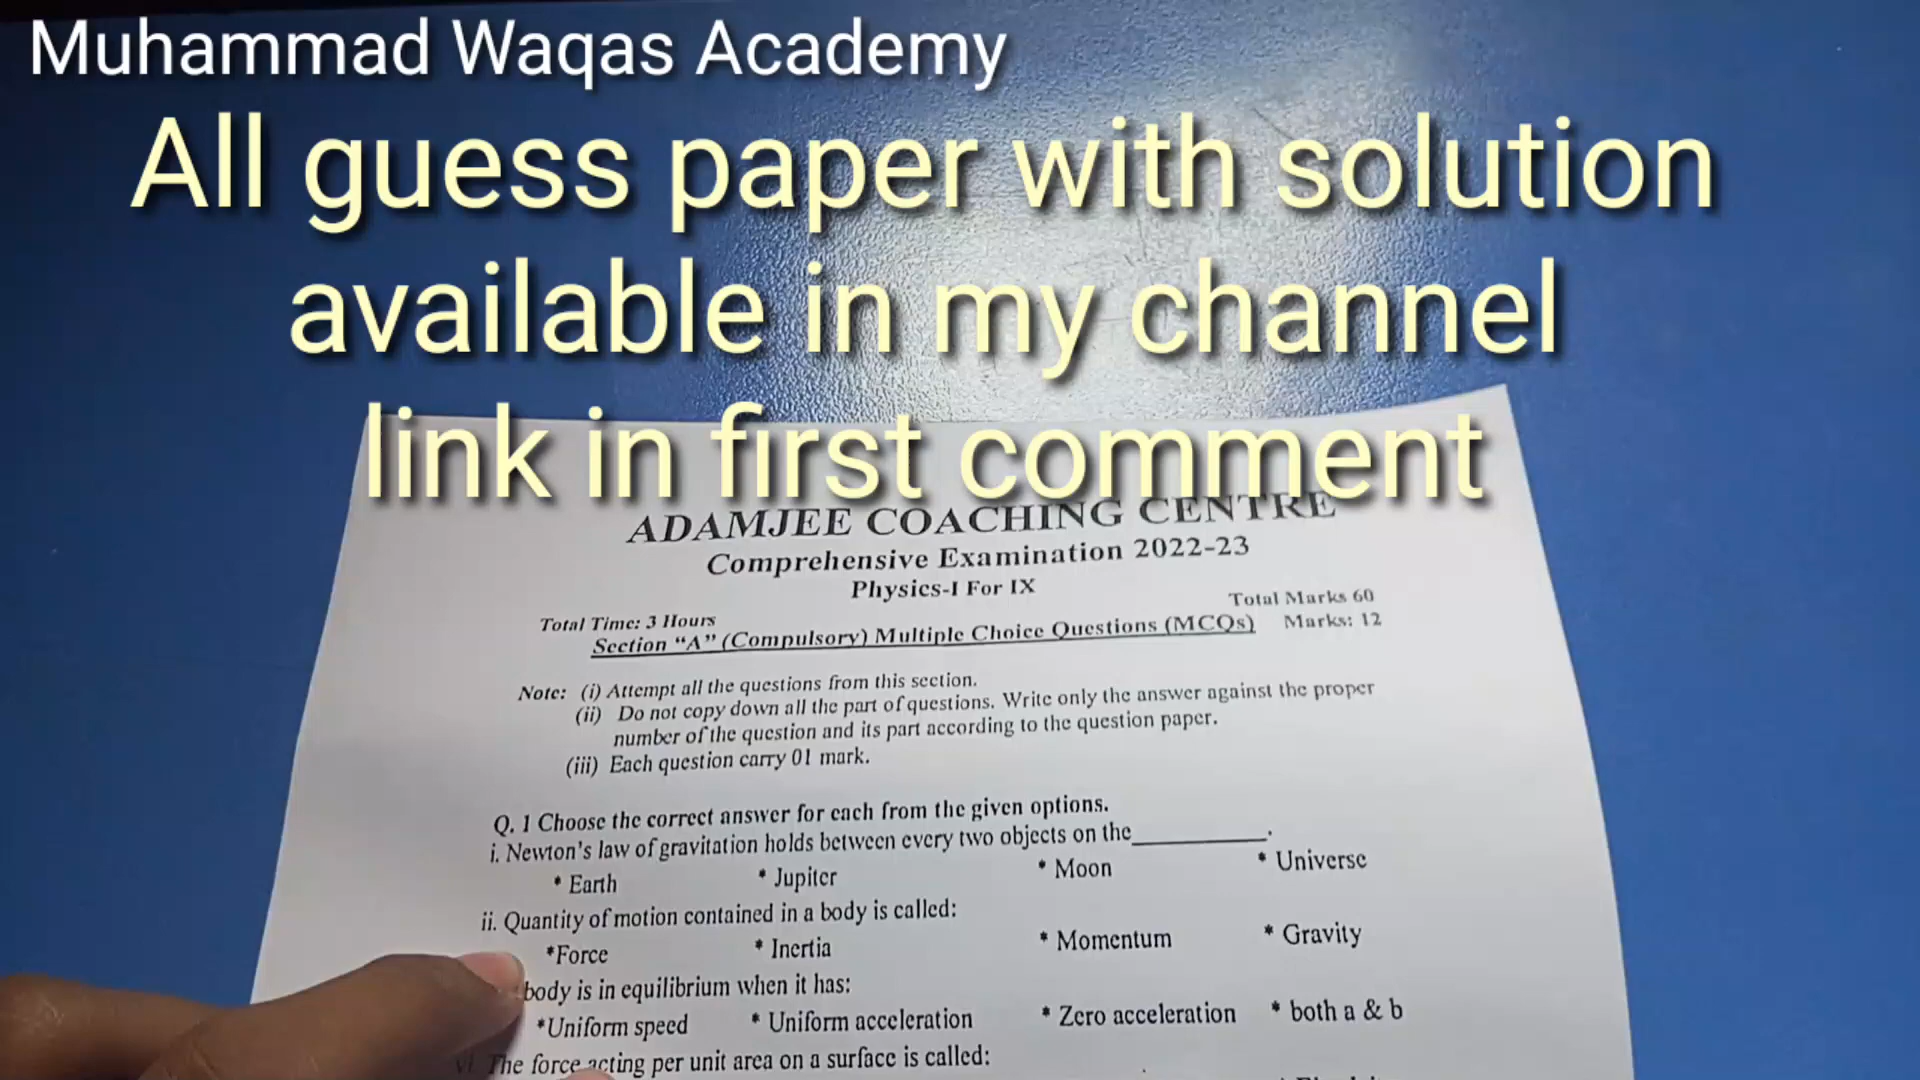 Muhammad Waqas Academy
All guess paper with solution
available in my channel
link in first comment
ADAMJEE COACHING CENTRE
Comprehensive Examination 2022-23
Physics-I For IX
Total Time: 3 Hours Total Marks 60
Section "A" (Compulsory) Multiple Choice Questions (MCQs) Marks: 12
Note: (i) Attempt all the questions from this section.
(ii) Do not copy down all the part of questions. Write only the answer against the proper
number of the question and its part according to the question paper.
(iii) Each question carry 01 mark.
Q. 1 Choose the correct answer for each from the given options.
i. Newton's law of gravitation holds between every two objects on the__________.
* Earth * Jupiter * Moon * Universe
ii. Quantity of motion contained in a body is called:
*Force * Inertia * Momentum * Gravity
body is in equilibrium when it has:
*Uniform speed * Uniform acceleration * Zero acceleration * both a & b
vi. The force acting per unit area on a surface is called: